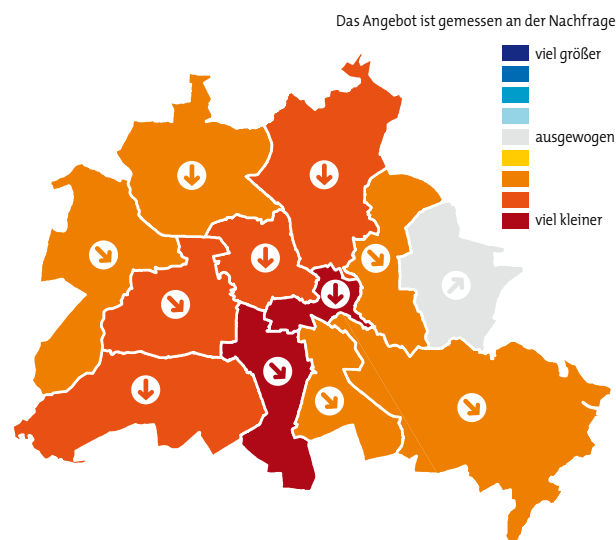 Das Angebot ist gemessen an der Nachfrage
viel größer
ausgewogen
viel kleiner